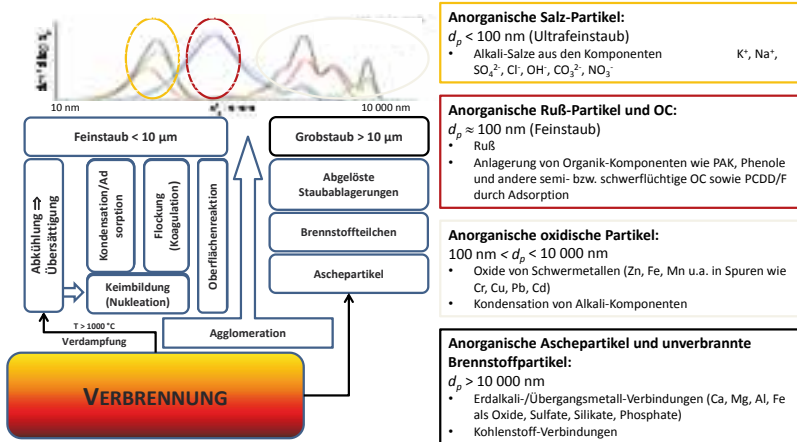 10 nm
10 000 nm
Feinstaub < 10 µm
Grobstaub > 10 µm
Abkühlung ⇒
Übersättigung
Kondensation/Ad
sorption
Flockung
(Koagulation)
Oberflächenreaktion
Keimbildung
(Nukleation)
Abgelöste
Staubablagerungen
Brennstoffteilchen
Aschepartikel
Agglomeration
T > 1000 °C
Verdampfung
VERBRENNUNG
Anorganische Salz-Partikel:
dₚ < 100 nm (Ultrafeinstaub)
• Alkali-Salze aus den Komponenten K⁺, Na⁺,
SO₄²⁻, Cl⁻, OH⁻, CO₃²⁻, NO₃⁻
Anorganische Ruß-Partikel und OC:
dₚ ≈ 100 nm (Feinstaub)
• Ruß
• Anlagerung von Organik-Komponenten wie PAK, Phenole
und andere semi- bzw. schwerflüchtige OC sowie PCDD/F
durch Adsorption
Anorganische oxidische Partikel:
100 nm < dₚ < 10 000 nm
• Oxide von Schwermetallen (Zn, Fe, Mn u.a. in Spuren wie
Cr, Cu, Pb, Cd)
• Kondensation von Alkali-Komponenten
Anorganische Aschepartikel und unverbrannte
Brennstoffpartikel:
dₚ > 10 000 nm
• Erdalkali-/Übergangsmetall-Verbindungen (Ca, Mg, Al, Fe
als Oxide, Sulfate, Silikate, Phosphate)
• Kohlenstoff-Verbindungen